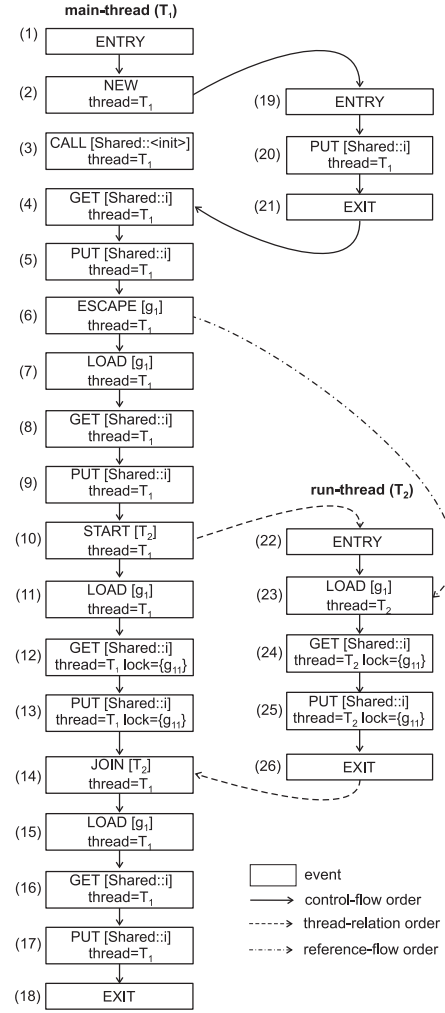 main-thread (T1)
(1)
ENTRY
(2)
NEW
thread=T1
(3)
CALL [Shared::<init>]
thread=T1
(4)
GET [Shared::i]
thread=T1
(5)
PUT [Shared::i]
thread=T1
(6)
ESCAPE [g1]
thread=T1
(7)
LOAD [g1]
thread=T1
(8)
GET [Shared::i]
thread=T1
(9)
PUT [Shared::i]
thread=T1
(10)
START [T2]
thread=T1
(11)
LOAD [g1]
thread=T1
(12)
GET [Shared::i]
thread=T1 lock={g11}
(13)
PUT [Shared::i]
thread=T1 lock={g11}
(14)
JOIN [T2]
thread=T1
(15)
LOAD [g1]
thread=T1
(16)
GET [Shared::i]
thread=T1
(17)
PUT [Shared::i]
thread=T1
(18)
EXIT
(19)
ENTRY
(20)
PUT [Shared::i]
thread=T1
(21)
EXIT
run-thread (T2)
(22)
ENTRY
(23)
LOAD [g1]
thread=T2
(24)
GET [Shared::i]
thread=T2 lock={g11}
(25)
PUT [Shared::i]
thread=T2 lock={g11}
(26)
EXIT
event
control-flow order
thread-relation order
reference-flow order